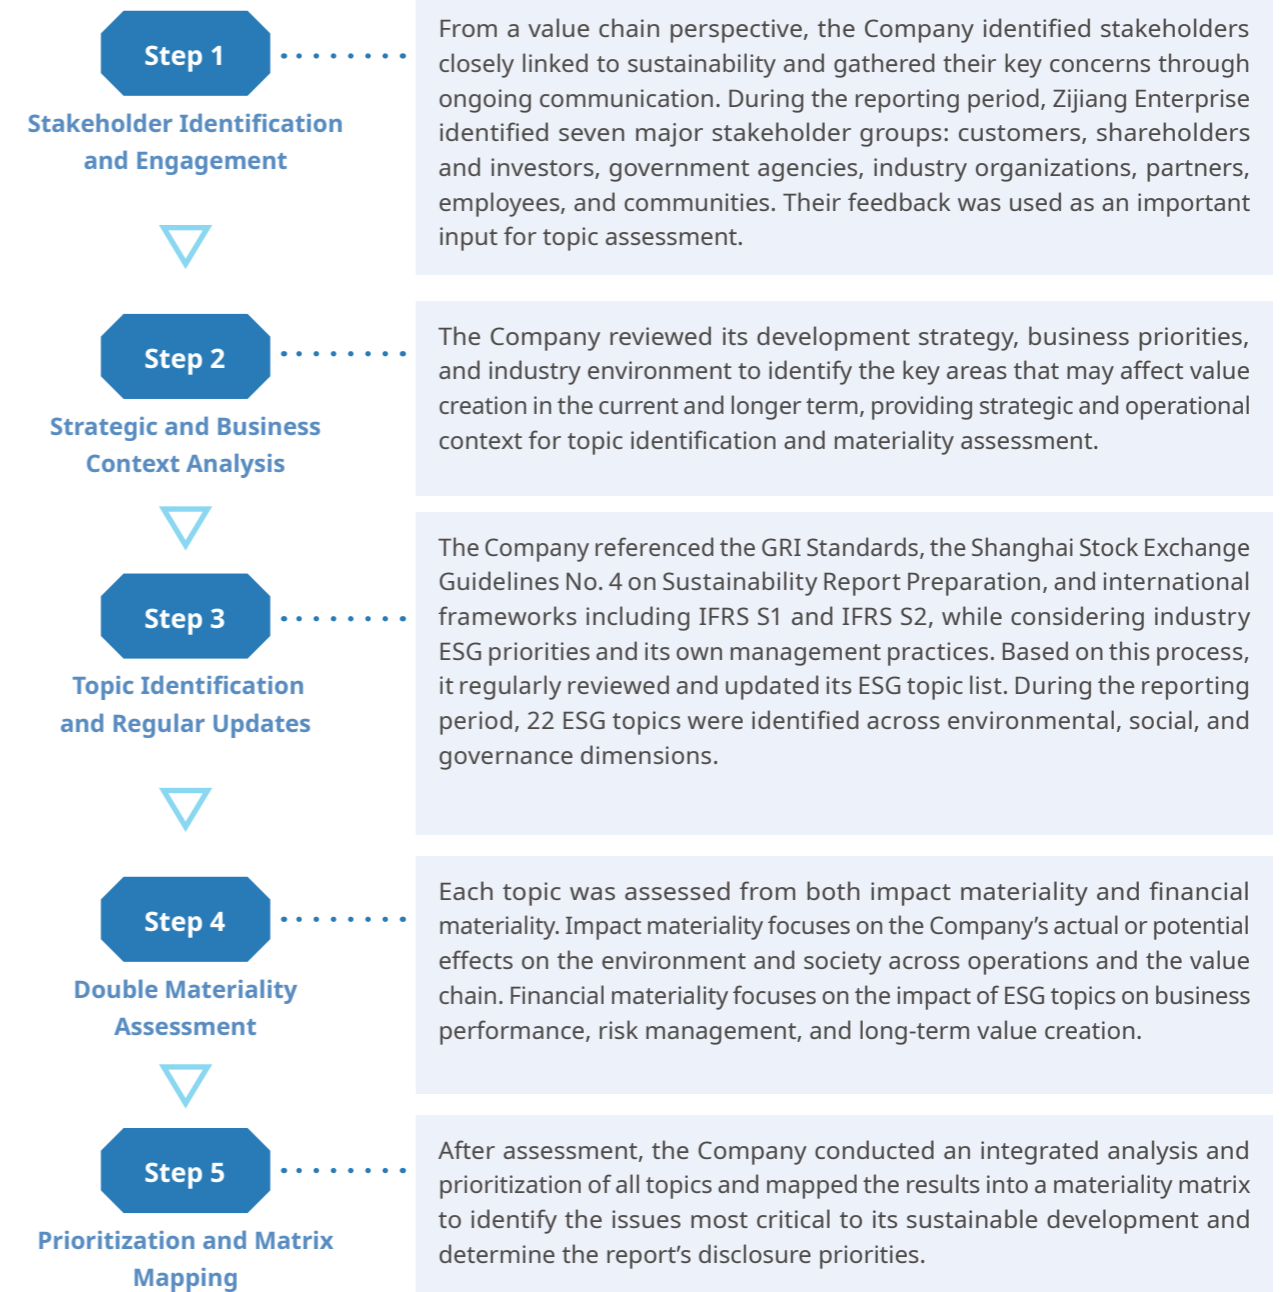 Step 1
Stakeholder Identification
and Engagement
From a value chain perspective, the Company identified stakeholders
closely linked to sustainability and gathered their key concerns through
ongoing communication. During the reporting period, Zijiang Enterprise
identified seven major stakeholder groups: customers, shareholders
and investors, government agencies, industry organizations, partners,
employees, and communities. Their feedback was used as an important
input for topic assessment.
Step 2
Strategic and Business
Context Analysis
The Company reviewed its development strategy, business priorities,
and industry environment to identify the key areas that may affect value
creation in the current and longer term, providing strategic and operational
context for topic identification and materiality assessment.
Step 3
Topic Identification
and Regular Updates
The Company referenced the GRI Standards, the Shanghai Stock Exchange
Guidelines No. 4 on Sustainability Report Preparation, and international
frameworks including IFRS S1 and IFRS S2, while considering industry
ESG priorities and its own management practices. Based on this process,
it regularly reviewed and updated its ESG topic list. During the reporting
period, 22 ESG topics were identified across environmental, social, and
governance dimensions.
Step 4
Double Materiality
Assessment
Each topic was assessed from both impact materiality and financial
materiality. Impact materiality focuses on the Company’s actual or potential
effects on the environment and society across operations and the value
chain. Financial materiality focuses on the impact of ESG topics on business
performance, risk management, and long-term value creation.
Step 5
Prioritization and Matrix
Mapping
After assessment, the Company conducted an integrated analysis and
prioritization of all topics and mapped the results into a materiality matrix
to identify the issues most critical to its sustainable development and
determine the report’s disclosure priorities.